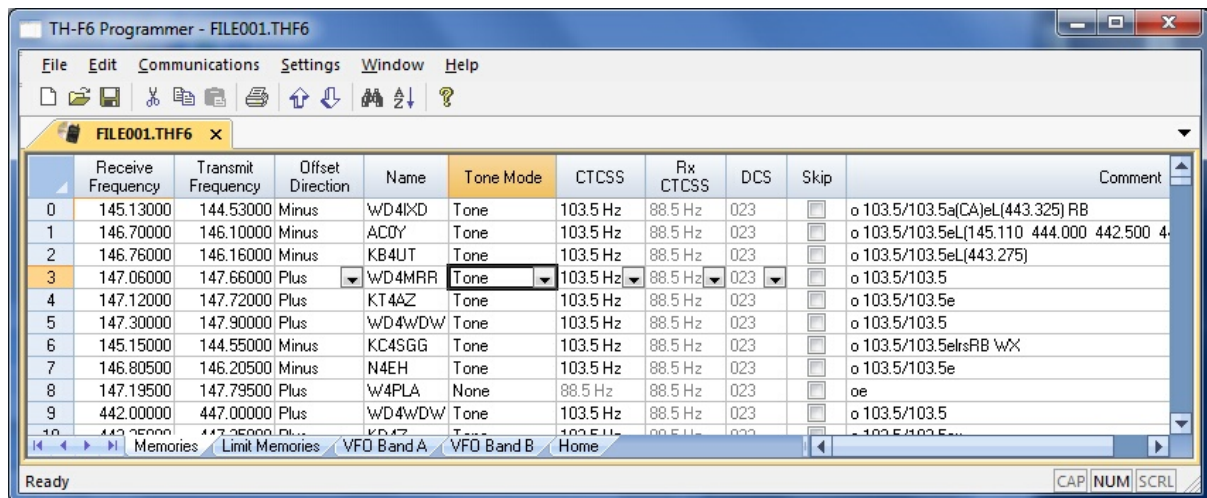 TH-F6 Programmer - FILE001.THF6
File Edit Communications Settings Window Help
FILE001.THF6
Receive Frequency Transmit Frequency Offset Direction Name Tone Mode CTCSS Rx CTCSS DCS Skip Comment
0 145.13000 144.53000 Minus WD4IXD Tone 103.5 Hz 88.5 Hz 023 o 103.5/103.5a(CA)eL(443.325) RB
1 146.70000 146.10000 Minus AC0Y Tone 103.5 Hz 88.5 Hz 023 o 103.5/103.5eL(145.110 444.000 442.500
2 146.76000 146.16000 Minus KB4UT Tone 103.5 Hz 88.5 Hz 023 o 103.5/103.5eL(443.275)
3 147.06000 147.66000 Plus WD4MRR Tone 103.5 Hz 88.5 Hz 023 o 103.5/103.5
4 147.12000 147.72000 Plus KT4AZ Tone 103.5 Hz 88.5 Hz 023 o 103.5/103.5e
5 147.30000 147.90000 Plus WD4WDW Tone 103.5 Hz 88.5 Hz 023 o 103.5/103.5
6 145.15000 144.55000 Minus KC4SGG Tone 103.5 Hz 88.5 Hz 023 o 103.5/103.5elrsRB WX
7 146.80500 146.20500 Minus N4EH Tone 103.5 Hz 88.5 Hz 023 o 103.5/103.5e
8 147.19500 147.79500 Plus W4PLA None 88.5 Hz 88.5 Hz 023 oe
9 442.00000 447.00000 Plus WD4WDW Tone 103.5 Hz 88.5 Hz 023 o 103.5/103.5
Memories Limit Memories VFO Band A VFO Band B Home
Ready CAP NUM SCRL